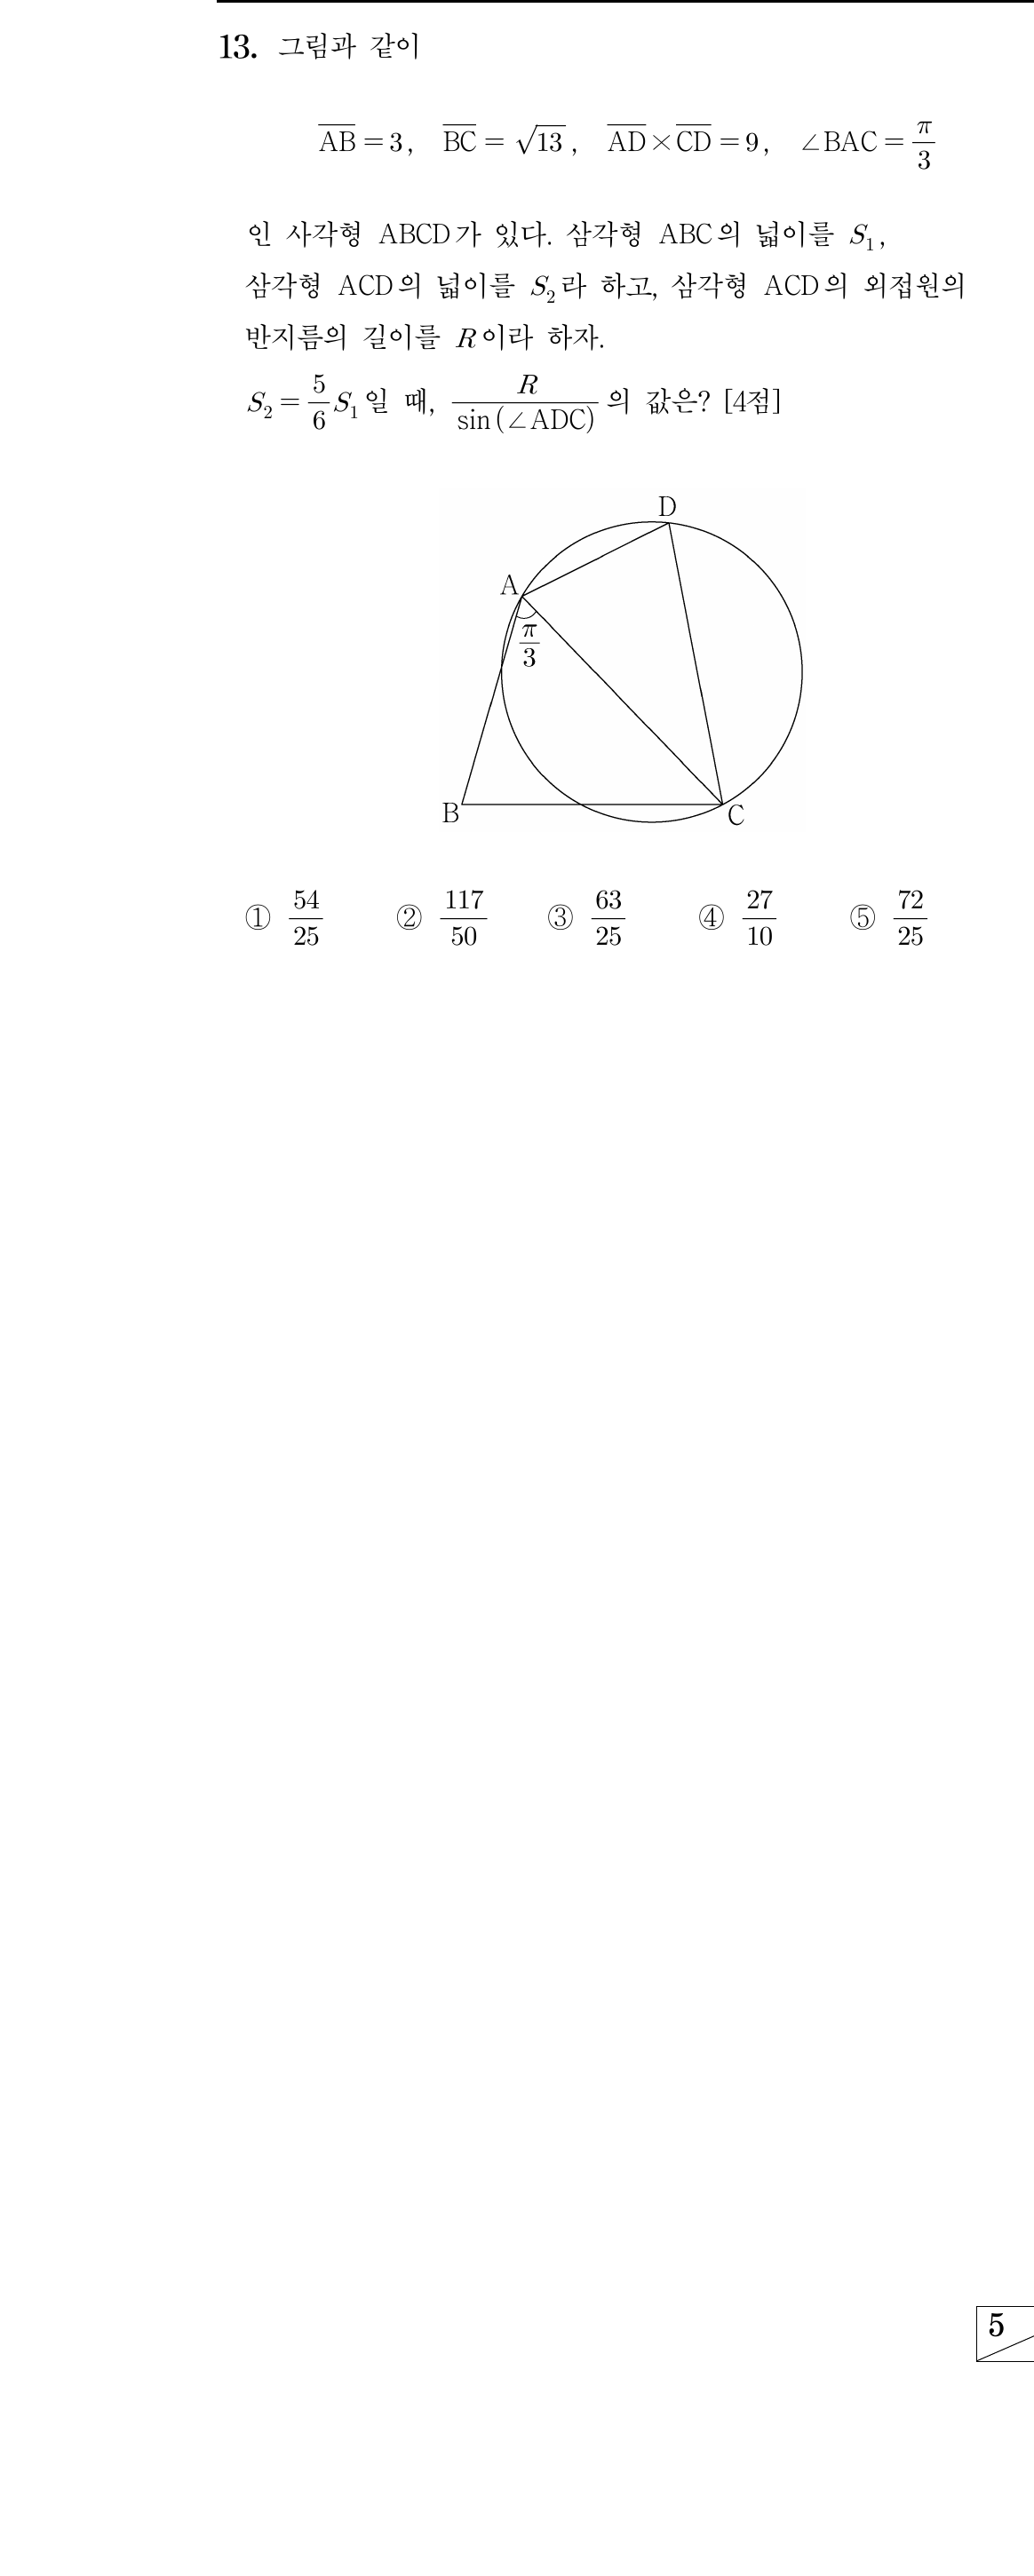 13. 그림과 같이
$\overline{AB}=3$, $\overline{BC}=\sqrt{13}$, $\overline{AD}\times\overline{CD}=9$, $\angle BAC=\frac{\pi}{3}$
인 사각형 ABCD가 있다. 삼각형 ABC의 넓이를 $S_1$,
삼각형 ACD의 넓이를 $S_2$라 하고, 삼각형 ACD의 외접원의
반지름의 길이를 $R$이라 하자.
$S_2=\frac{5}{6}S_1$일 때, $\frac{R}{\sin(\angle ADC)}$의 값은? [4점]
D
A
$\frac{\pi}{3}$
B
C
① $\frac{54}{25}$ ② $\frac{117}{50}$ ③ $\frac{63}{25}$ ④ $\frac{27}{10}$ ⑤ $\frac{72}{25}$
5